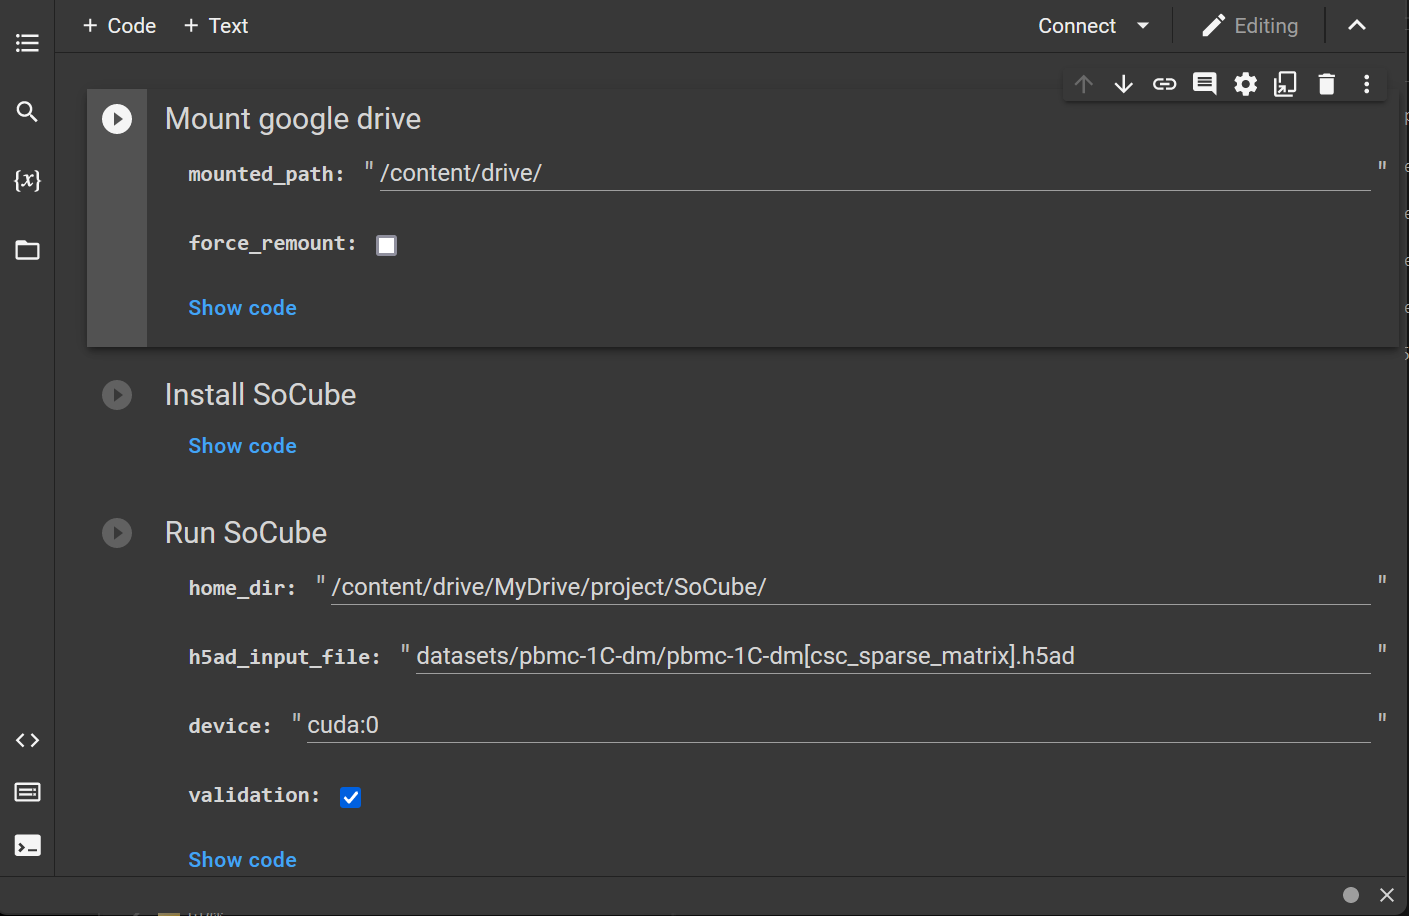 + Code + Text
Connect
Editing
Mount google drive
mounted_path: "/content/drive/"
force_remount:
Show code
Install SoCube
Show code
Run SoCube
home_dir: "/content/drive/MyDrive/project/SoCube/"
{x}
h5ad_input_file: "datasets/pbmc-1C-dm/pbmc-1C-dm[csc_sparse_matrix].h5ad"
device: "cuda:0"
validation:
Show code